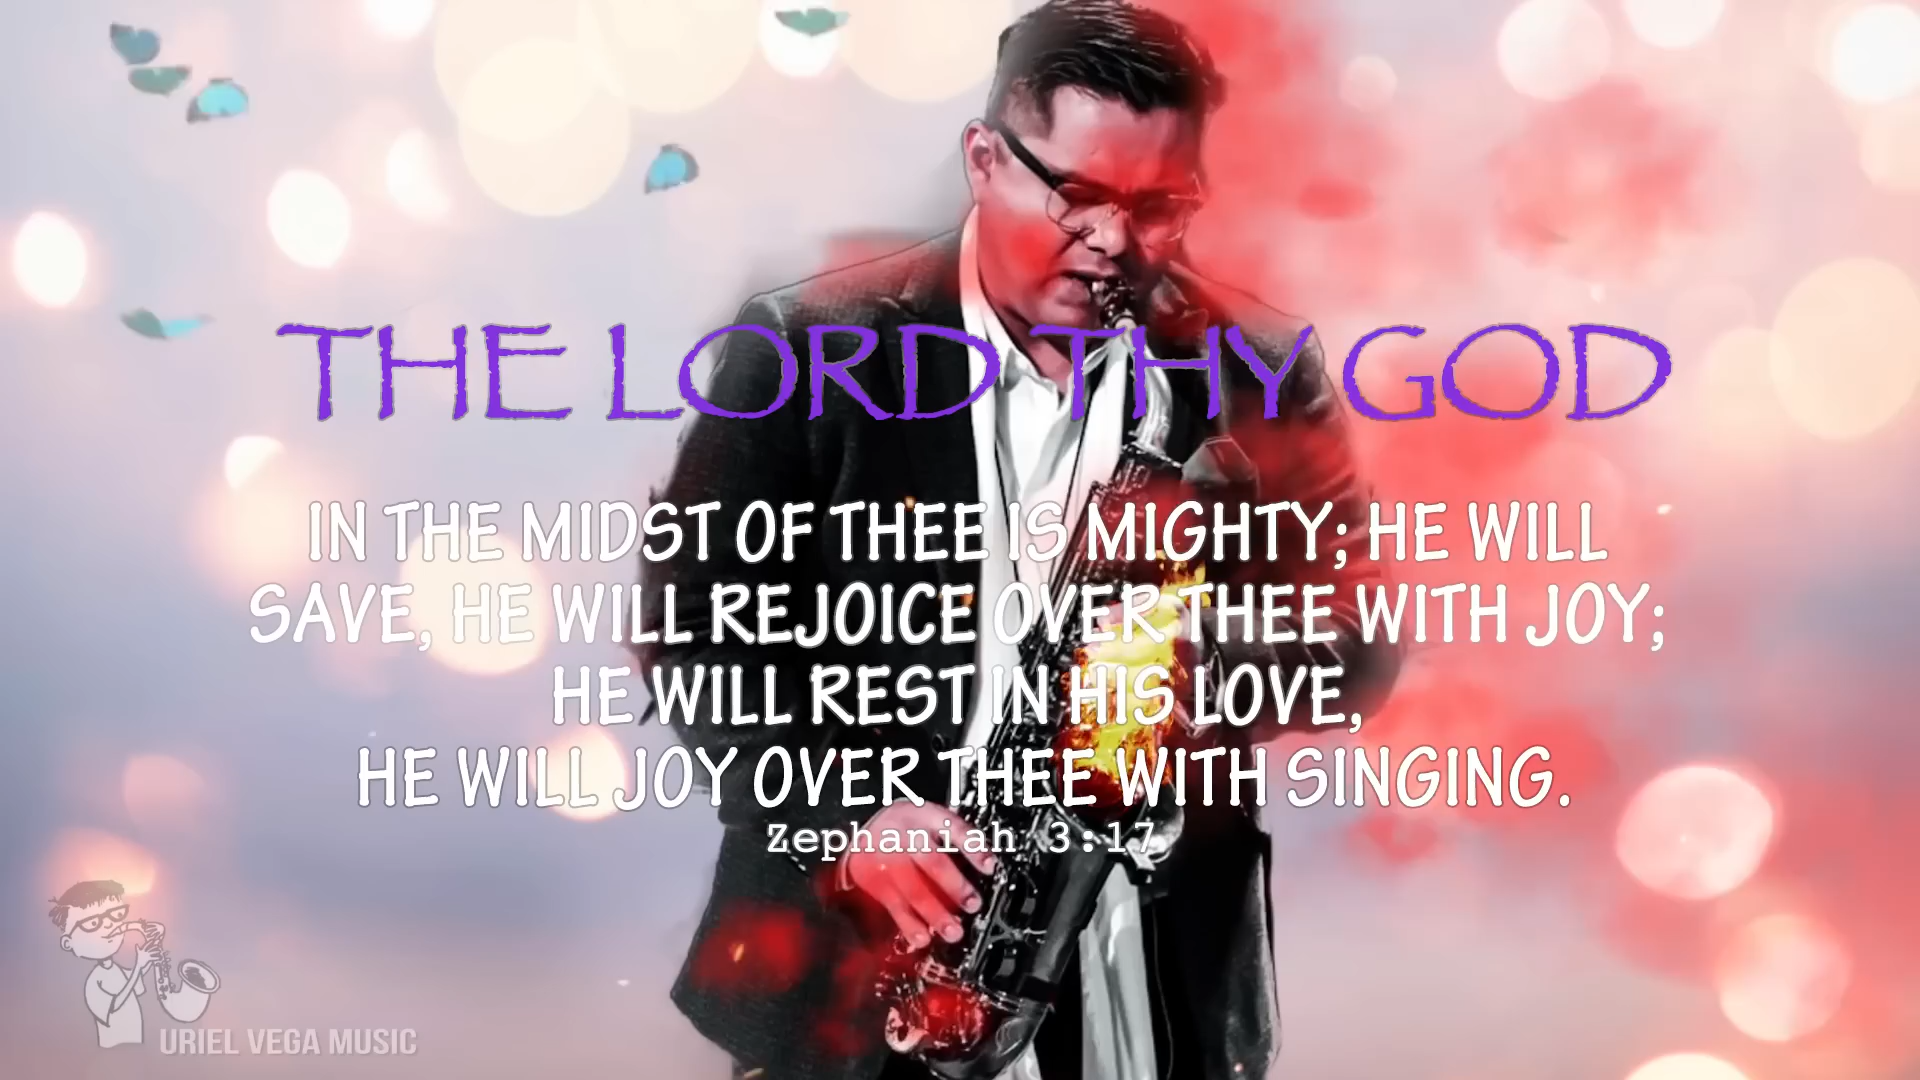 THE LORD THY GOD
IN THE MIDST OF THEE IS MIGHTY; HE WILL
SAVE, HE WILL REJOICE OVER THEE WITH JOY;
HE WILL REST IN HIS LOVE,
HE WILL JOY OVER THEE WITH SINGING.
Zephaniah 3:17
URIEL VEGA MUSIC